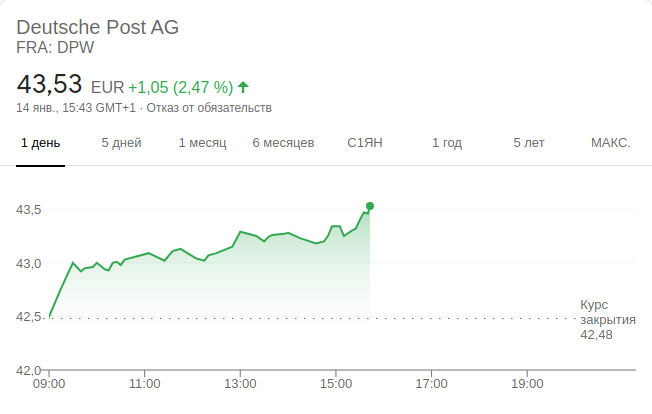 Deutsche Post AG
FRA: DPW
43,53 EUR +1,05 (2,47 %)
14 янв., 15:43 GMT+1 · Отказ от обязательств
1 день 5 дней 1 месяц 6 месяцев С1ЯН 1 год 5 лет МАКС.
43,5
43,0
42,5
Курс
закрытия
42,48
42,0
09:00 11:00 13:00 15:00 17:00 19:00